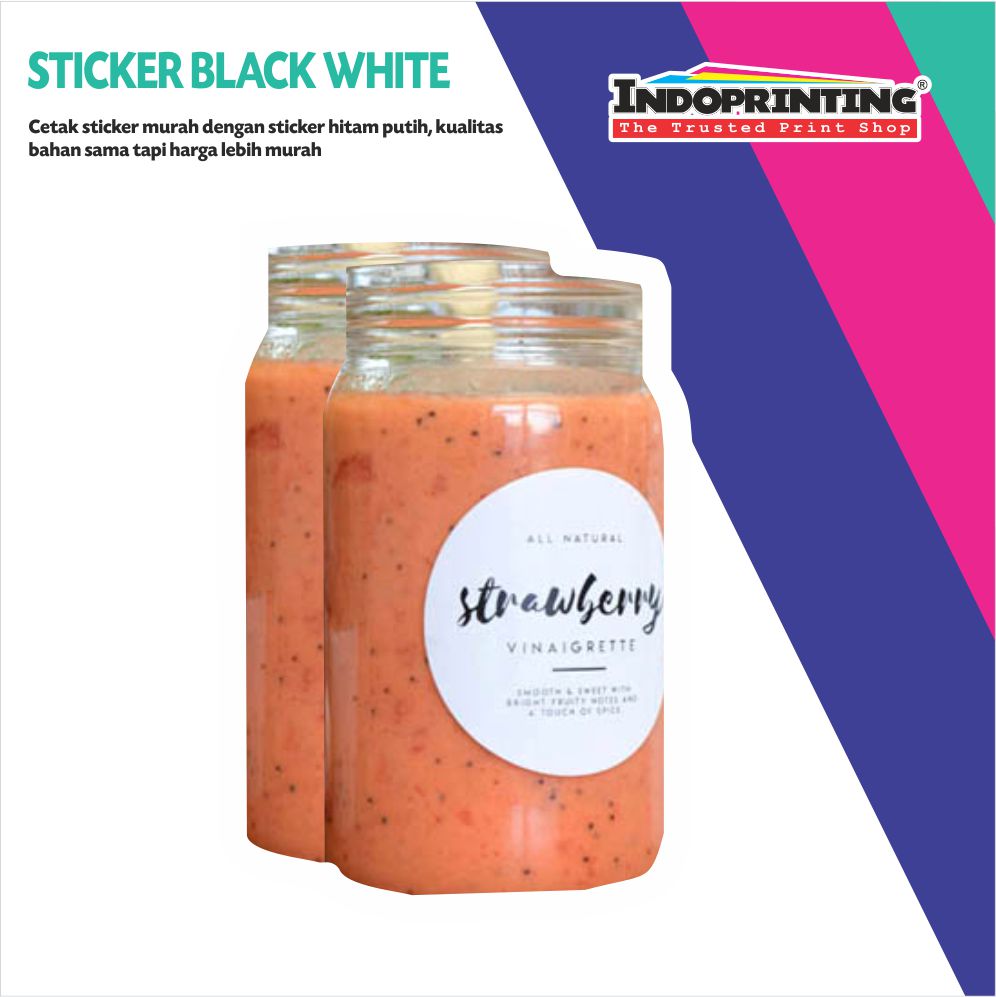 STICKER BLACK WHITE
Cetak sticker murah dengan sticker hitam putih, kualitas
bahan sama tapi harga lebih murah
INDOPRINTING®
The Trusted Print Shop
ALL NATURAL
strawberry
VINAIGRETTE
SMOOTH & SWEET WITH
BRIGHT FRUITY NOTES AND
A TOUCH OF SPICE